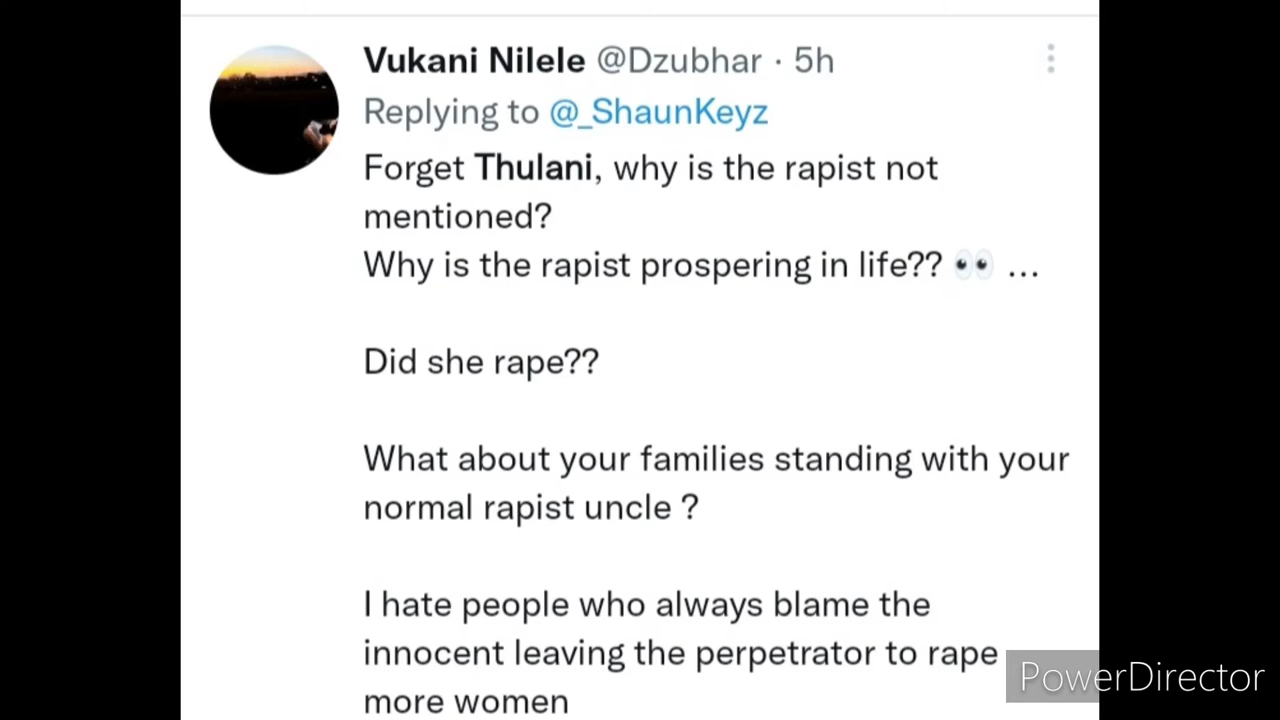 Vukani Nilele @Dzubhar · 5h
Replying to @_ShaunKeyz
Forget Thulani, why is the rapist not
mentioned?
Why is the rapist prospering in life?? 👀 ...
Did she rape??
What about your families standing with your
normal rapist uncle ?
I hate people who always blame the
innocent leaving the perpetrator to rape
more women
PowerDirector